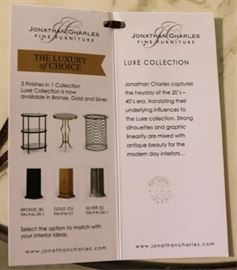 JONATHAN CHARLES
FINE FURNITURE
THE LUXURY
of CHOICE
3 Finishes in 1 Collection
Luxe Collection is now
available in Bronze, Gold and Silver.
BRONZE (B)
GOLD (G)
SILVER (S)
Select the option to match with
your interior ideas.
www.jonathancharles.com
JONATHAN CHARLES
FINE FURNITURE
LUXE COLLECTION
Jonathan Charles captures
the heyday of the 20's –
40's era, translating their
underlying influences to
the Luxe collection. Strong
silhouettes and graphic
linearity are mixed with
antique beauty for the
modern day interiors...
www.jonathancharles.com